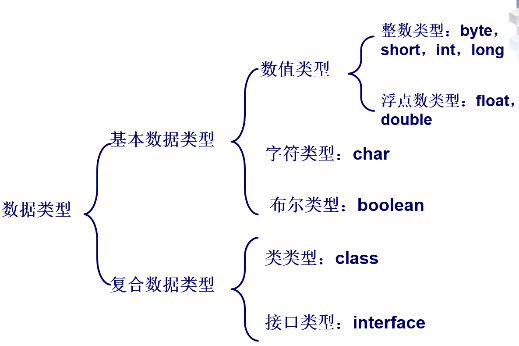 整数类型：byte，
short，int，long
数值类型
浮点数类型：float，
double
基本数据类型
字符类型：char
数据类型
布尔类型：boolean
类类型：class
复合数据类型
接口类型：interface